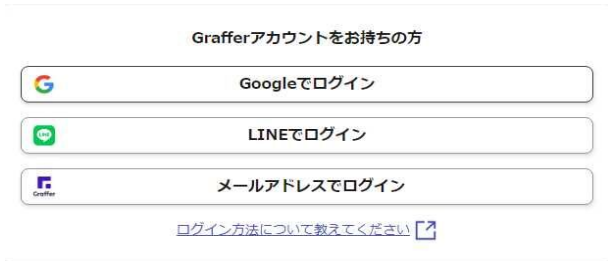 Grafferアカウントをお持ちの方
Googleでログイン
LINE
LINEでログイン
Graffer
メールアドレスでログイン
ログイン方法について教えてください